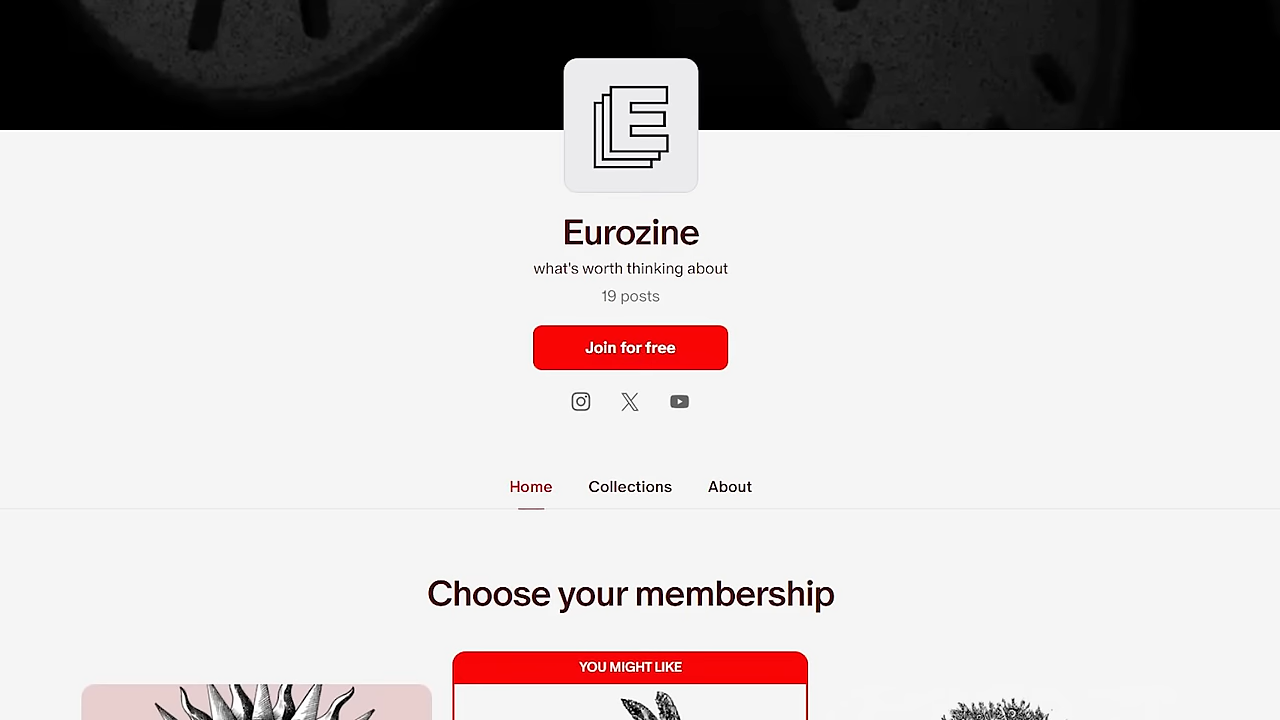 E
Eurozine
what's worth thinking about
19 posts
Join for free
Home Collections About
Choose your membership
YOU MIGHT LIKE